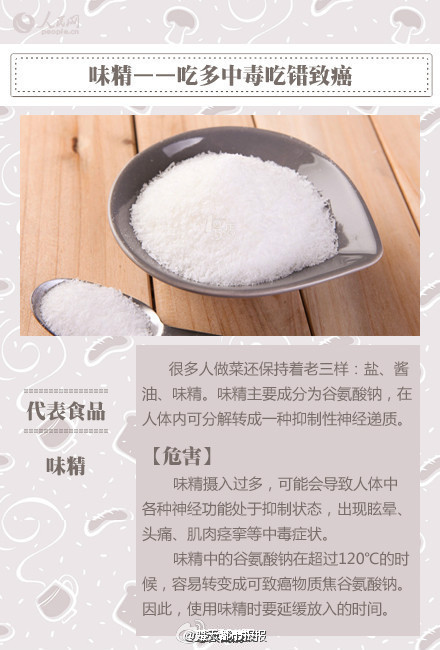 人民网
people.cn
味精——吃多中毒吃错致癌
很多人做菜还保持着老三样：盐、酱
油、味精。味精主要成分为谷氨酸钠，在
人体内可分解转成一种抑制性神经递质。
代表食品
味精
【危害】
味精摄入过多，可能会导致人体中
各种神经功能处于抑制状态，出现眩晕、
头痛、肌肉痉挛等中毒症状。
味精中的谷氨酸钠在超过120℃的时
候，容易转变成可致癌物质焦谷氨酸钠。
因此，使用味精时要延缓放入的时间。
@楚天都市报